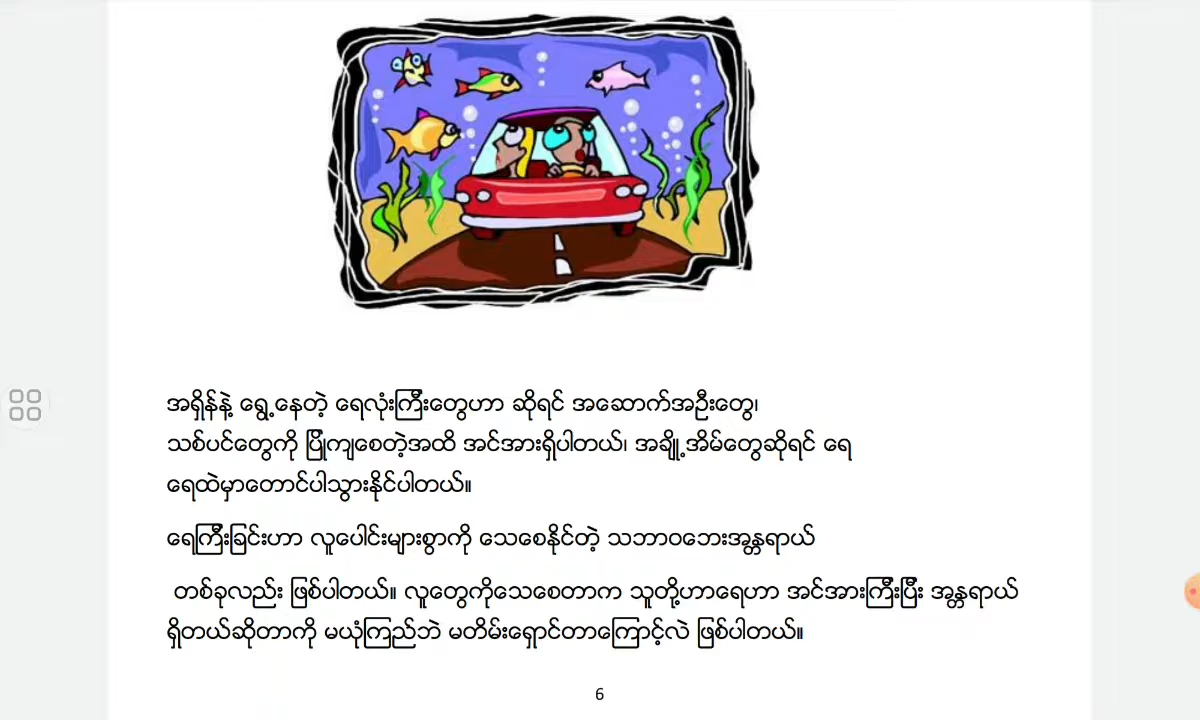 အရှိန်နဲ့ ရွေ့နေတဲ့ ရေလုံးကြီးတွေဟာ ဆိုရင် အဆောက်အဦးတွေ၊
သစ်ပင်တွေကို ပြိုကျစေတဲ့အထိ အင်အားရှိပါတယ်၊ အချို့အိမ်တွေဆိုရင် ရေ
ရေထဲမှာတောင်ပါသွားနိုင်ပါတယ်။
ရေကြီးခြင်းဟာ လူပေါင်းများစွာကို သေစေနိုင်တဲ့ သဘာဝဘေးအန္တရာယ်
တစ်ခုလည်း ဖြစ်ပါတယ်။ လူတွေကိုသေစေတာက သူတို့ဟာရေဟာ အင်အားကြီးပြီး အန္တရာယ်
ရှိတယ်ဆိုတာကို မယုံကြည်ဘဲ မတိမ်းရှောင်တာကြောင့်လဲ ဖြစ်ပါတယ်။
6